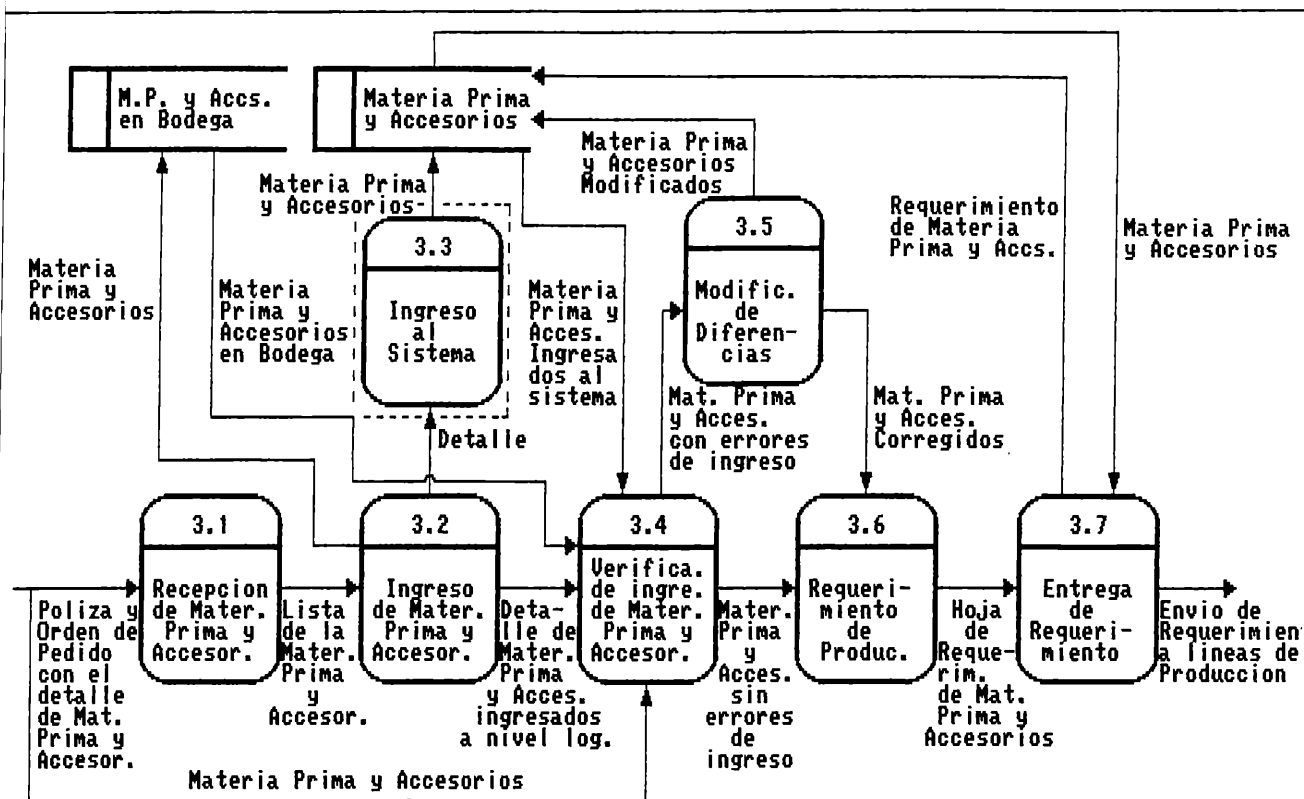 M.P. y Accs.
en Bodega
Materia Prima
y Accesorios
Materia Prima
y Accesorios
Modificados
Materia Prima
y Accesorios
Requerimiento
de Materia
Prima y Accs.
Materia Prima
y Accesorios
Materia
Prima y
Accesorios
Materia
Prima y
Accesorios
en Bodega
3.3
Ingreso
al
Sistema
Materia
Prima y
Acces.
Ingresa
dos al
sistema
3.5
Modific.
de
Diferen-
cias
Detalle
Mat. Prima
y Acces.
con errores
de ingreso
Mat. Prima
y Acces.
Corregidos
3.1
Recepcion
de Mater.
Prima y
Accesor.
3.2
Ingreso
de Mater.
Prima y
Accesor.
3.4
Verifica.
de ingre.
de Mater.
Prima y
Accesor.
3.6
Requeri-
miento
de
Produc.
3.7
Entrega
de
Requeri-
miento
Poliza y
Orden de
Pedido
con el
detalle
de Mat.
Prima y
Accesor.
Lista
de la
Mater.
Prima
y
Accesor.
Deta-
lle de
Mater.
Prima
y Acces.
ingresados
a nivel log.
Mater.
Prima
y
Acces.
sin
errores
de
ingreso
Hoja
de
Reque-
rim.
de Mat.
Prima y
Accesorios
Envio de
Requerimien
a lineas de
Produccion
Materia Prima y Accesorios